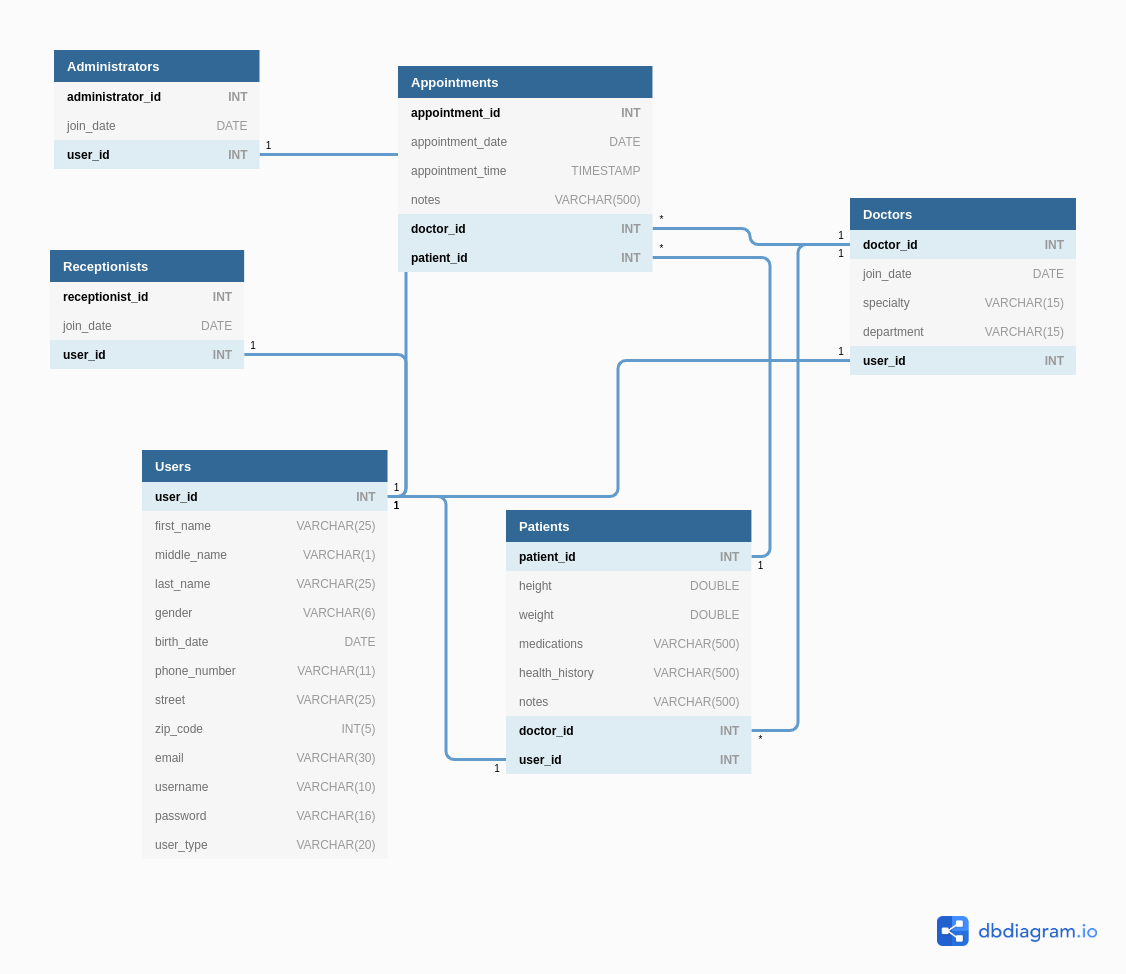 Administrators
administrator_id INT
join_date DATE
user_id INT
1
Appointments
appointment_id INT
appointment_date DATE
appointment_time TIMESTAMP
notes VARCHAR(500)
doctor_id INT
*
patient_id INT
*
Doctors
1
doctor_id INT
1
join_date DATE
specialty VARCHAR(15)
department VARCHAR(15)
1
user_id INT
Receptionists
receptionist_id INT
join_date DATE
user_id INT
1
Users
user_id INT
1
1
first_name VARCHAR(25)
middle_name VARCHAR(1)
last_name VARCHAR(25)
gender VARCHAR(6)
birth_date DATE
phone_number VARCHAR(11)
street VARCHAR(25)
zip_code INT(5)
email VARCHAR(30)
username VARCHAR(10)
password VARCHAR(16)
user_type VARCHAR(20)
Patients
patient_id INT
1
height DOUBLE
weight DOUBLE
medications VARCHAR(500)
health_history VARCHAR(500)
notes VARCHAR(500)
doctor_id INT
*
user_id INT
1
dbdiagram.io